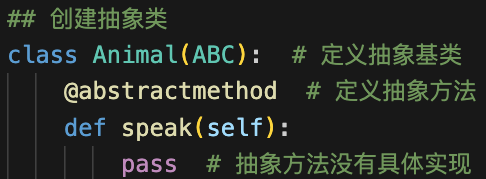 ## 创建抽象类
class Animal(ABC):  # 定义抽象基类
    @abstractmethod  # 定义抽象方法
    def speak(self):
        pass  # 抽象方法没有具体实现